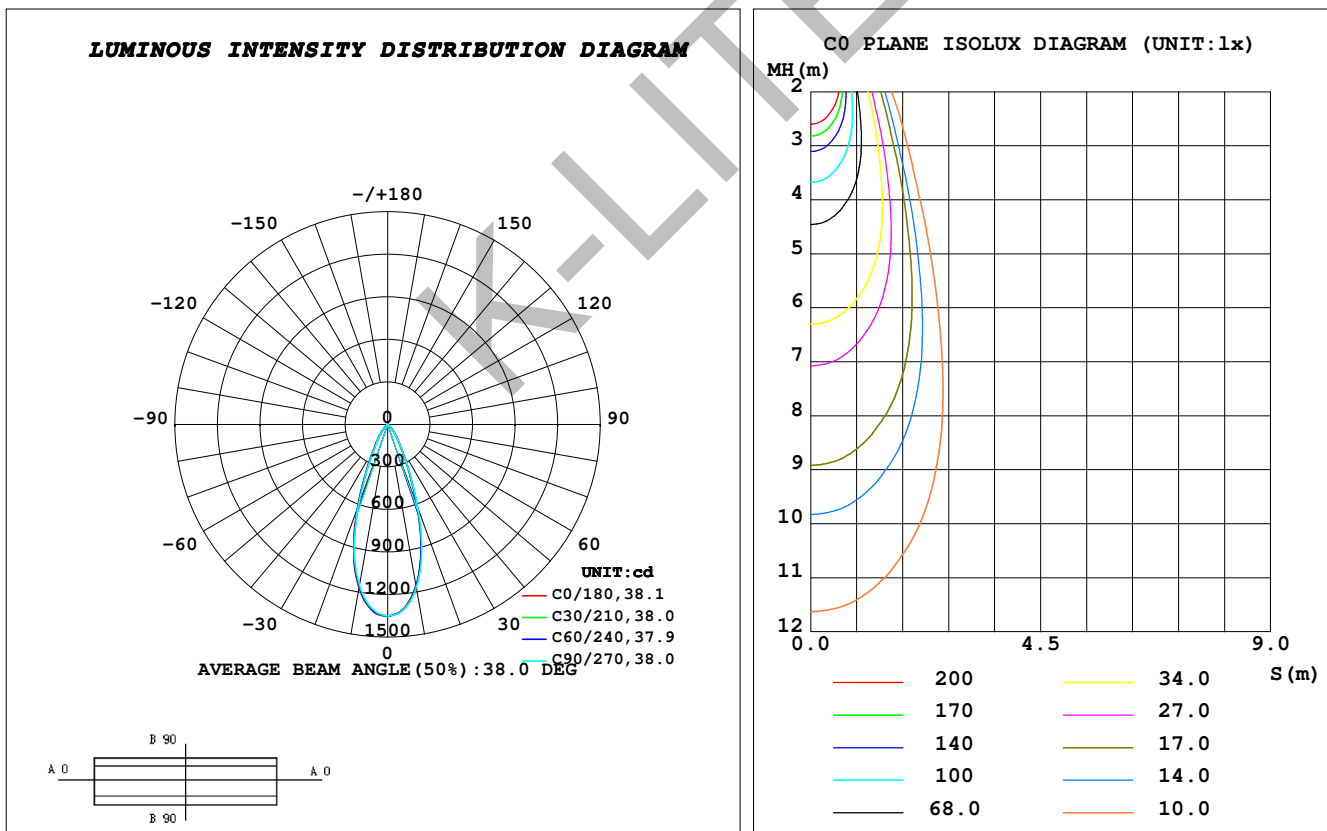 LUMINOUS INTENSITY DISTRIBUTION DIAGRAM
-/+180
-150
150
-120
120
-90
90
-60
60
-30
30
0
0
300
600
900
1200
1500
UNIT:cd
C0/180,38.1
C30/210,38.0
C60/240,37.9
C90/270,38.0
AVERAGE BEAM ANGLE(50%):38.0 DEG
B 90
A 0
A 0
B 90
K-LITE
C0 PLANE ISOLUX DIAGRAM (UNIT:lx)
MH(m)
2
3
4
5
6
7
8
9
10
11
12
0.0
4.5
9.0
S(m)
200
34.0
170
27.0
140
17.0
100
14.0
68.0
10.0